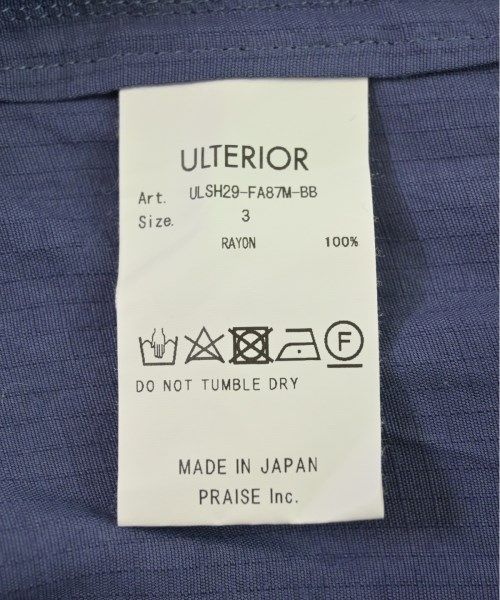 ULTERIOR
Art. ULSH29-FA87M-BB
Size. 3
RAYON 100%
F
DO NOT TUMBLE DRY
MADE IN JAPAN
PRAISE Inc.